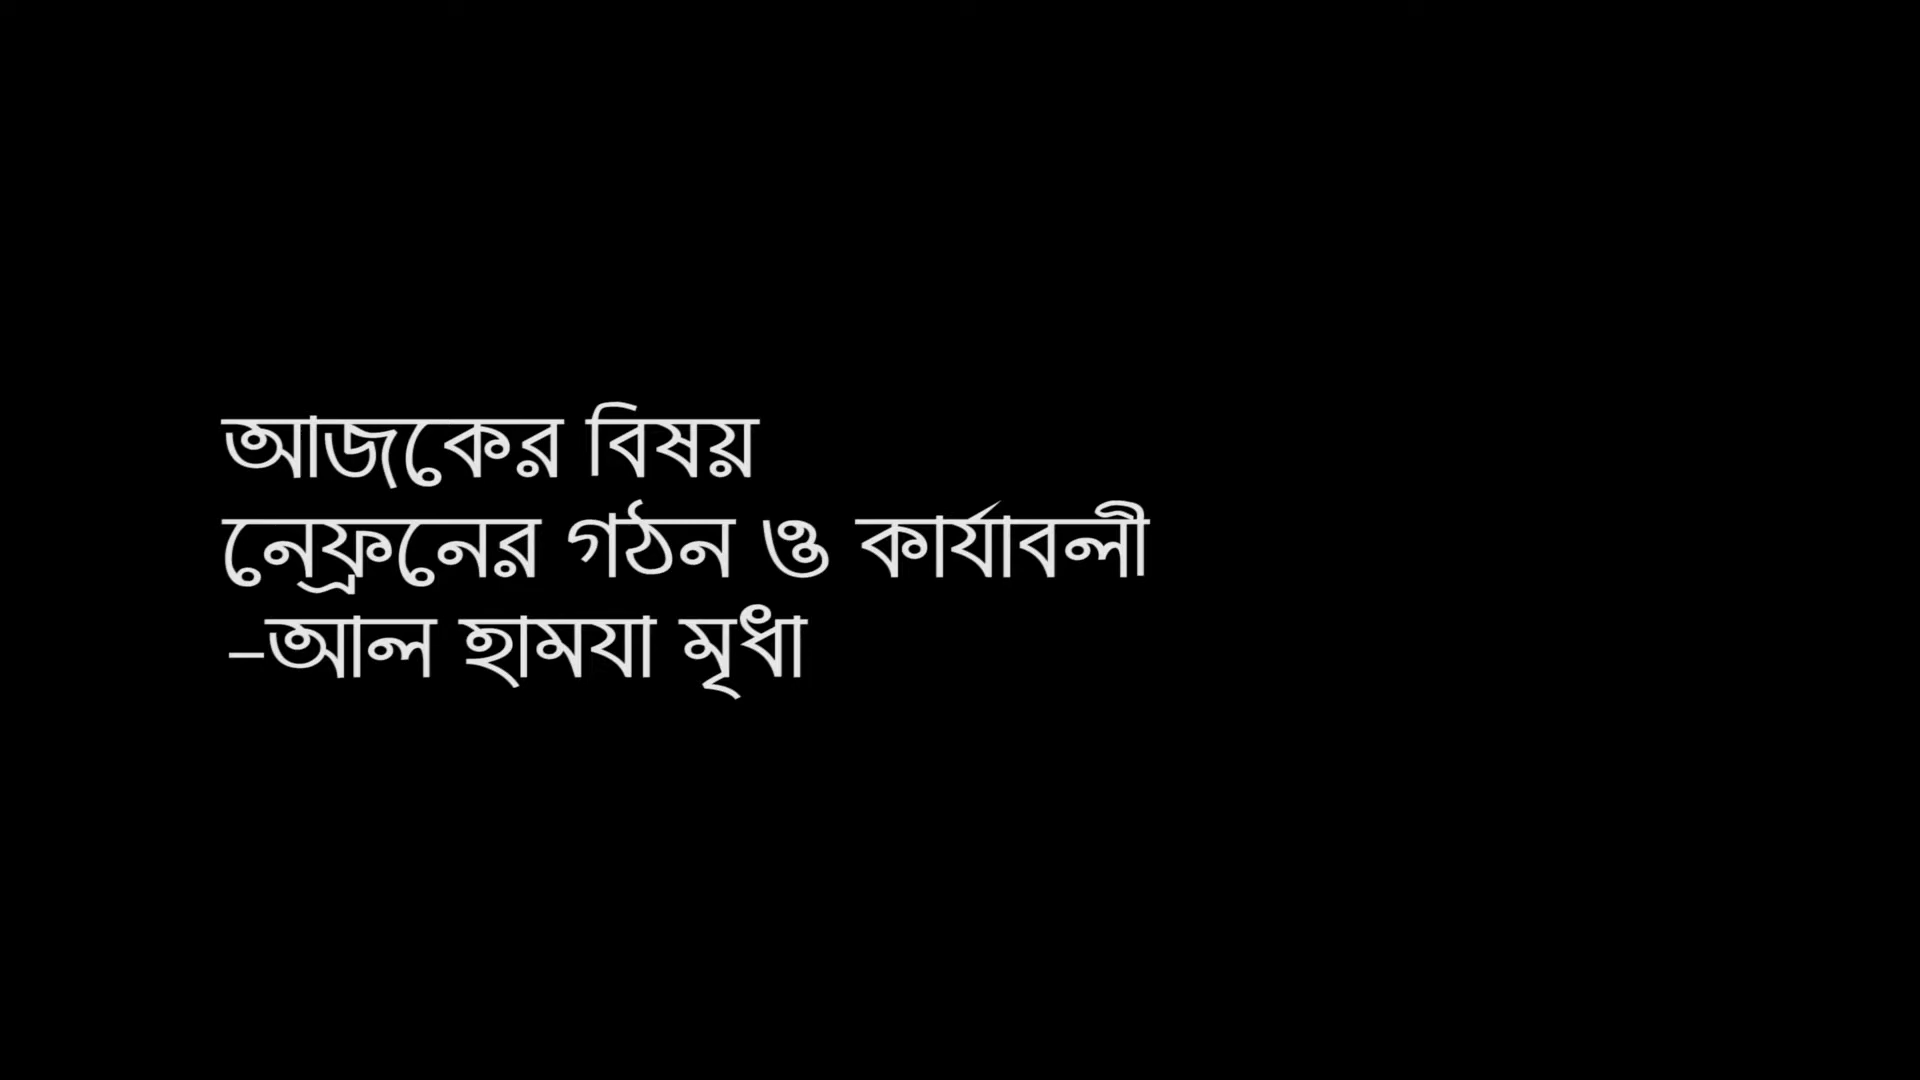 আজকের বিষয়
নেফ্রনের গঠন ও কার্যাবলী
–আল হামযা মৃধা